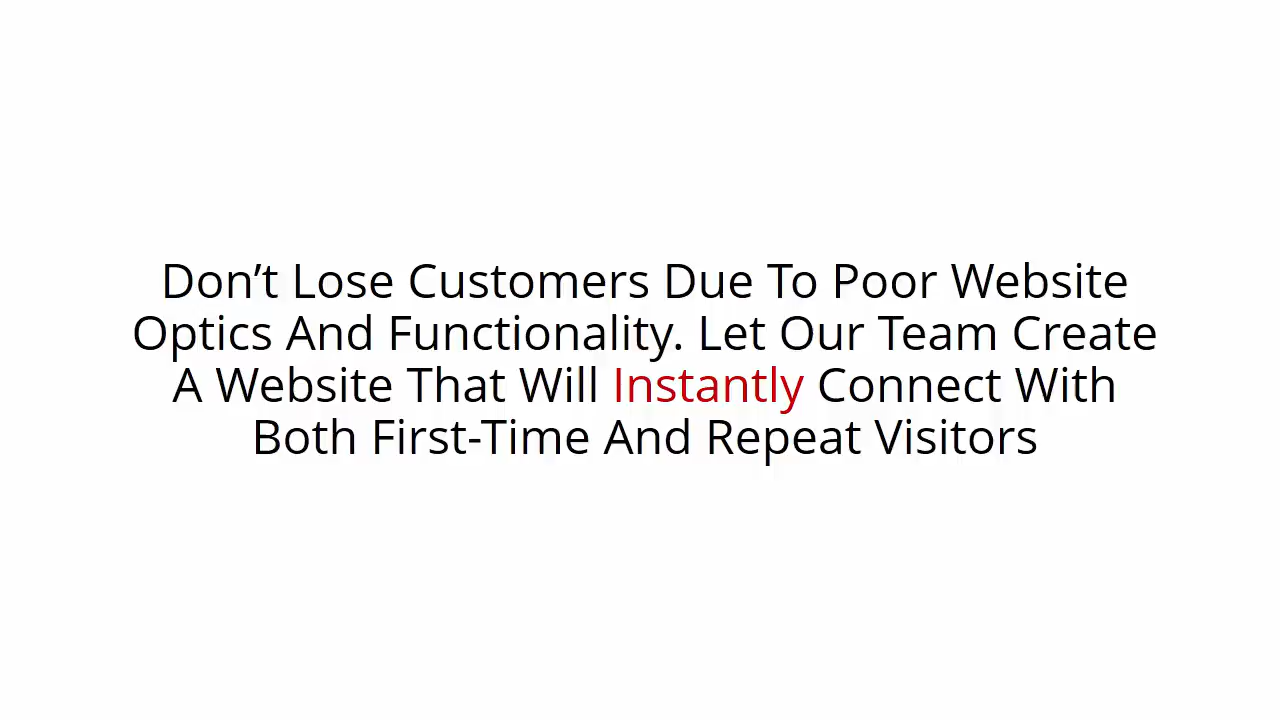 Don’t Lose Customers Due To Poor Website
Optics And Functionality. Let Our Team Create
A Website That Will Instantly Connect With
Both First-Time And Repeat Visitors